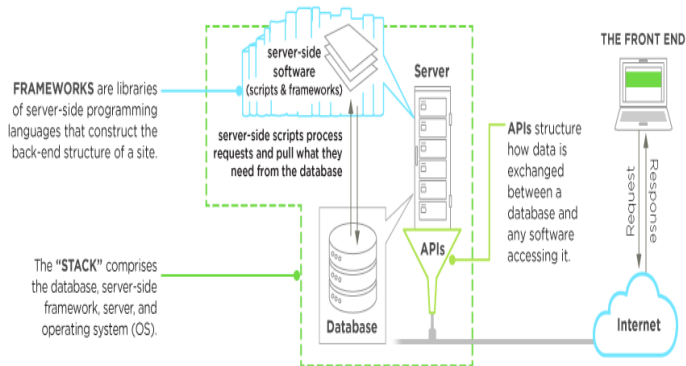 FRAMEWORKS are libraries
of server-side programming
languages that construct the
back-end structure of a site.
The “STACK” comprises
the database, server-side
framework, server, and
operating system (OS).
server-side
software
(scripts & frameworks)
server-side scripts process
requests and pull what they
need from the database
Database
Server
APIs
APIs structure
how data is
exchanged
between a
database and
any software
accessing it.
THE FRONT END
Request
Response
Internet